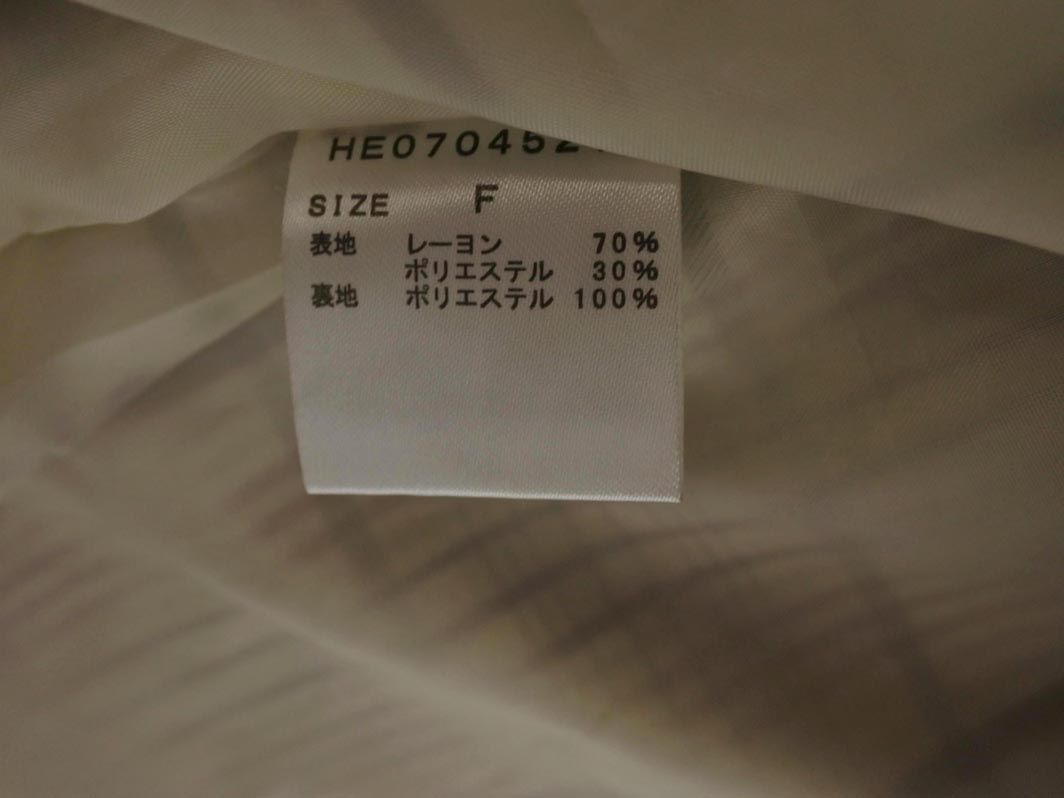 HE070452
SIZE F
表地 レーヨン 70%
ポリエステル 30%
裏地 ポリエステル 100%